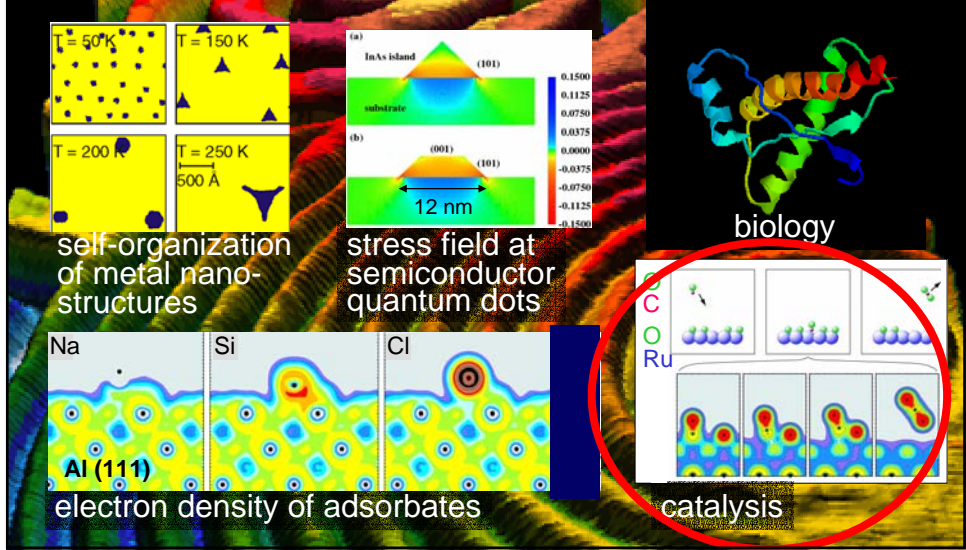 T = 50 K
T = 150 K
T = 200 K
T = 250 K
500 Å
self-organization
of metal nano-
structures
(a)
InAs island
(101)
substrate
(b)
(001)
(101)
12 nm
0.1500
0.1125
0.0750
0.0375
0.0000
-0.0375
-0.0750
-0.1125
-0.1500
stress field at
semiconductor
quantum dots
biology
Na
Si
Cl
Al (111)
electron density of adsorbates
O
C
O
Ru
catalysis